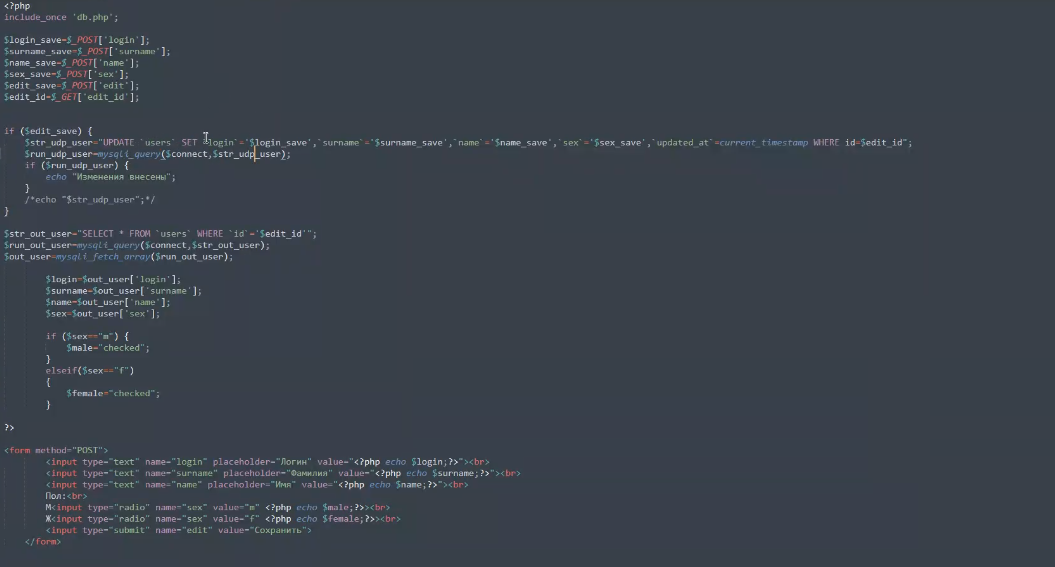 <?php
include_once 'db.php';
$login_save=$_POST['login'];
$surname_save=$_POST['surname'];
$name_save=$_POST['name'];
$sex_save=$_POST['sex'];
$edit_save=$_POST['edit'];
$edit_id=$_GET['edit_id'];
if ($edit_save) {
$str_udp_user="UPDATE `users` SET `login`='$login_save',`surname`='$surname_save',`name`='$name_save',`sex`='$sex_save',`updated_at`=current_timestamp WHERE id=$edit_id";
$run_udp_user=mysqli_query($connect,$str_udp_user);
if ($run_udp_user) {
echo "Изменения внесены";
}
/*echo "$str_udp_user";*/
}
$str_out_user="SELECT * FROM `users` WHERE `id`='$edit_id'";
$run_out_user=mysqli_query($connect,$str_out_user);
$out_user=mysqli_fetch_array($run_out_user);
$login=$out_user['login'];
$surname=$out_user['surname'];
$name=$out_user['name'];
$sex=$out_user['sex'];
if ($sex=="m") {
$male="checked";
}
elseif($sex=="f")
{
$female="checked";
}
?>
<form method="POST">
<input type="text" name="login" placeholder="Логин" value="<?php echo $login;?>"><br>
<input type="text" name="surname" placeholder="Фамилия" value="<?php echo $surname;?>"><br>
<input type="text" name="name" placeholder="Имя" value="<?php echo $name;?>"><br>
Пол:<br>
М<input type="radio" name="sex" value="m" <?php echo $male;?>><br>
Ж<input type="radio" name="sex" value="f" <?php echo $female;?>><br>
<input type="submit" name="edit" value="Сохранить">
</form>